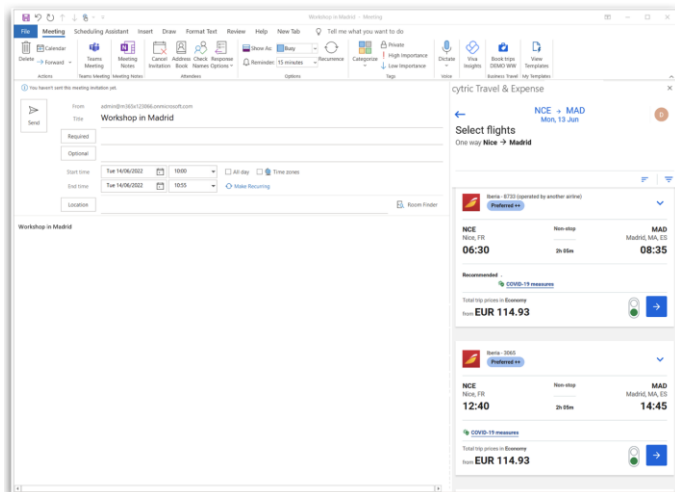 Workshop in Madrid - Meeting
File Meeting Scheduling Assistant Insert Draw Format Text Review Help New Tab Tell me what you want to do
Delete
Calendar
Forward
Actions
Teams Meeting
Teams Meeting
Meeting Notes
Meeting Notes
Cancel Invitation
Address Book
Check Names
Response Options
Attendees
Show As: Busy
Reminder: 15 minutes
Recurrence
Options
Categorize
Private
High Importance
Low Importance
Tags
Dictate
Voice
Visa Insights
Book trips DEMO WW
Business Travel
View Templates
My Templates
You haven't sent this meeting invitation yet.
Send
From admin@m365x123066.onmicrosoft.com
Title Workshop in Madrid
Required
Optional
Start time Tue 14/06/2022 10:00 All day Time zones
End time Tue 14/06/2022 10:55 Make Recurring
Location Room Finder
Workshop in Madrid
cytric Travel & Expense
NCE → MAD
Mon, 13 Jun
Select flights
One way Nice → Madrid
Iberia - 8733 (operated by another airline)
Preferred ++
NCE Non-stop MAD
Nice, FR Madrid, MA, ES
06:30 2h 05m 08:35
Recommended
COVID-19 measures
Total trip prices in Economy
from EUR 114.93
Iberia - 3060
Preferred ++
NCE Non-stop MAD
Nice, FR Madrid, MA, ES
12:40 2h 05m 14:45
COVID-19 measures
Total trip prices in Economy
from EUR 114.93